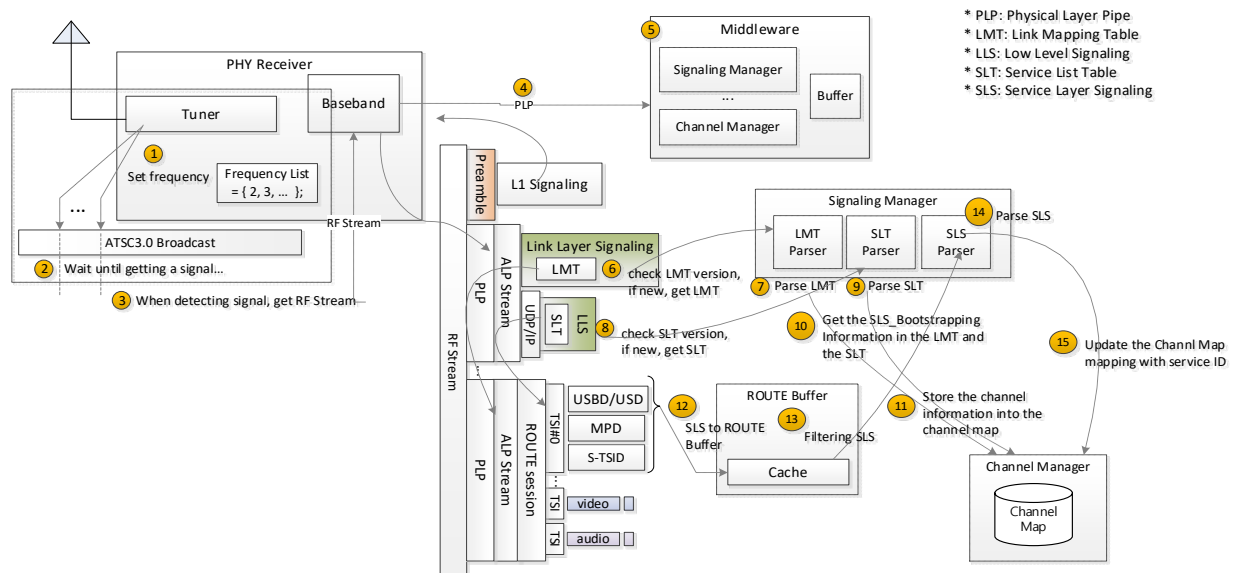 * PLP: Physical Layer Pipe
* LMT: Link Mapping Table
* LLS: Low Level Signaling
* SLT: Service List Table
* SLS: Service Layer Signaling
PHY Receiver
Tuner
Baseband
1
Set frequency
Frequency List
= { 2, 3, ... };
...
RF Stream
ATSC3.0 Broadcast
2
Wait until getting a signal...
3
When detecting signal, get RF Stream
4
PLP
5
Middleware
Signaling Manager
...
Channel Manager
Buffer
RF Stream
Preamble
L1 Signaling
PLP
ALP Stream
Link Layer Signaling
LMT
6
check LMT version,
if new, get LMT
UDP/IP
SLT
LLS
8
check SLT version,
if new, get SLT
...
PLP
ALP Stream
ROUTE session
TSI#0
USBD/USD
MPD
S-TSID
...
TSI
video
TSI
audio
12
SLS to ROUTE
Buffer
ROUTE Buffer
13
Filtering SLS
Cache
Signaling Manager
LMT
Parser
SLT
Parser
SLS
Parser
14
Parse SLS
7
Parse LMT
9
Parse SLT
10
Get the SLS_Bootstrapping
Information in the LMT and
the SLT
11
Store the channel
information into the
channel map
15
Update the Channl Map
mapping with service ID
Channel Manager
Channel
Map